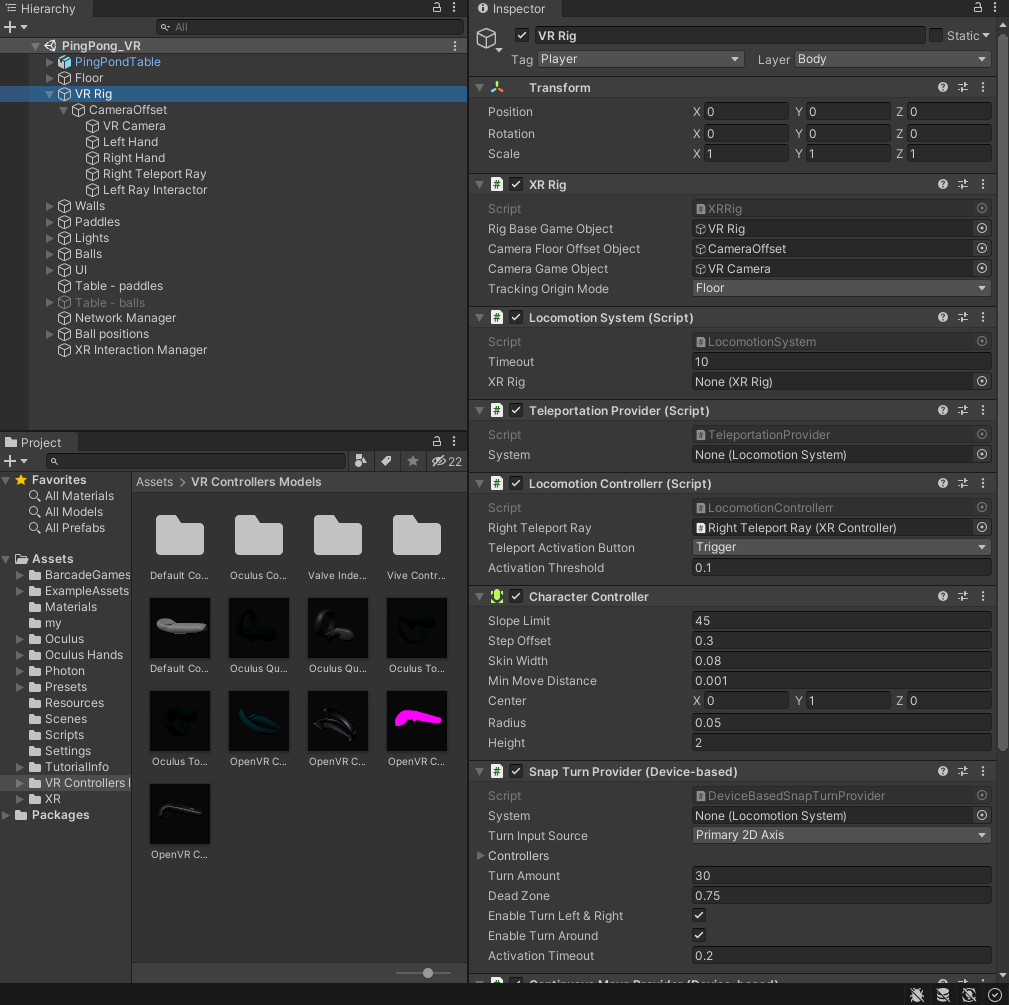 Hierarchy
All
PingPong_VR
PingPondTable
Floor
VR Rig
CameraOffset
VR Camera
Left Hand
Right Hand
Right Teleport Ray
Left Ray Interactor
Walls
Paddles
Lights
Balls
UI
Table - paddles
Table - balls
Network Manager
Ball positions
XR Interaction Manager
Project
22
Favorites
All Materials
All Models
All Prefabs
Assets
BarcadeGames
ExampleAssets
Materials
my
Oculus
Oculus Hands
Photon
Presets
Resources
Scenes
Scripts
Settings
TutorialInfo
VR Controllers
XR
Packages
Assets > VR Controllers Models
Default Co... Oculus Co... Valve Inde... Vive Contr...
Default Co... Oculus Qu... Oculus Qu... Oculus To...
Oculus To... OpenVR C... OpenVR C... OpenVR C...
OpenVR C...
Inspector
VR Rig Static
Tag Player Layer Body
Transform
Position X 0 Y 0 Z 0
Rotation X 0 Y 0 Z 0
Scale X 1 Y 1 Z 1
# XR Rig
Script # XRRig
Rig Base Game Object VR Rig
Camera Floor Offset Object CameraOffset
Camera Game Object VR Camera
Tracking Origin Mode Floor
# Locomotion System (Script)
Script # LocomotionSystem
Timeout 10
XR Rig None (XR Rig)
# Teleportation Provider (Script)
Script # TeleportationProvider
System None (Locomotion System)
# Locomotion Controllerr (Script)
Script # LocomotionControllerr
Right Teleport Ray # Right Teleport Ray (XR Controller)
Teleport Activation Button Trigger
Activation Threshold 0.1
Character Controller
Slope Limit 45
Step Offset 0.3
Skin Width 0.08
Min Move Distance 0.001
Center X 0 Y 1 Z 0
Radius 0.05
Height 2
# Snap Turn Provider (Device-based)
Script # DeviceBasedSnapTurnProvider
System None (Locomotion System)
Turn Input Source Primary 2D Axis
Controllers
Turn Amount 30
Dead Zone 0.75
Enable Turn Left & Right
Enable Turn Around
Activation Timeout 0.2
# Continuous Move Provider (Device-based)